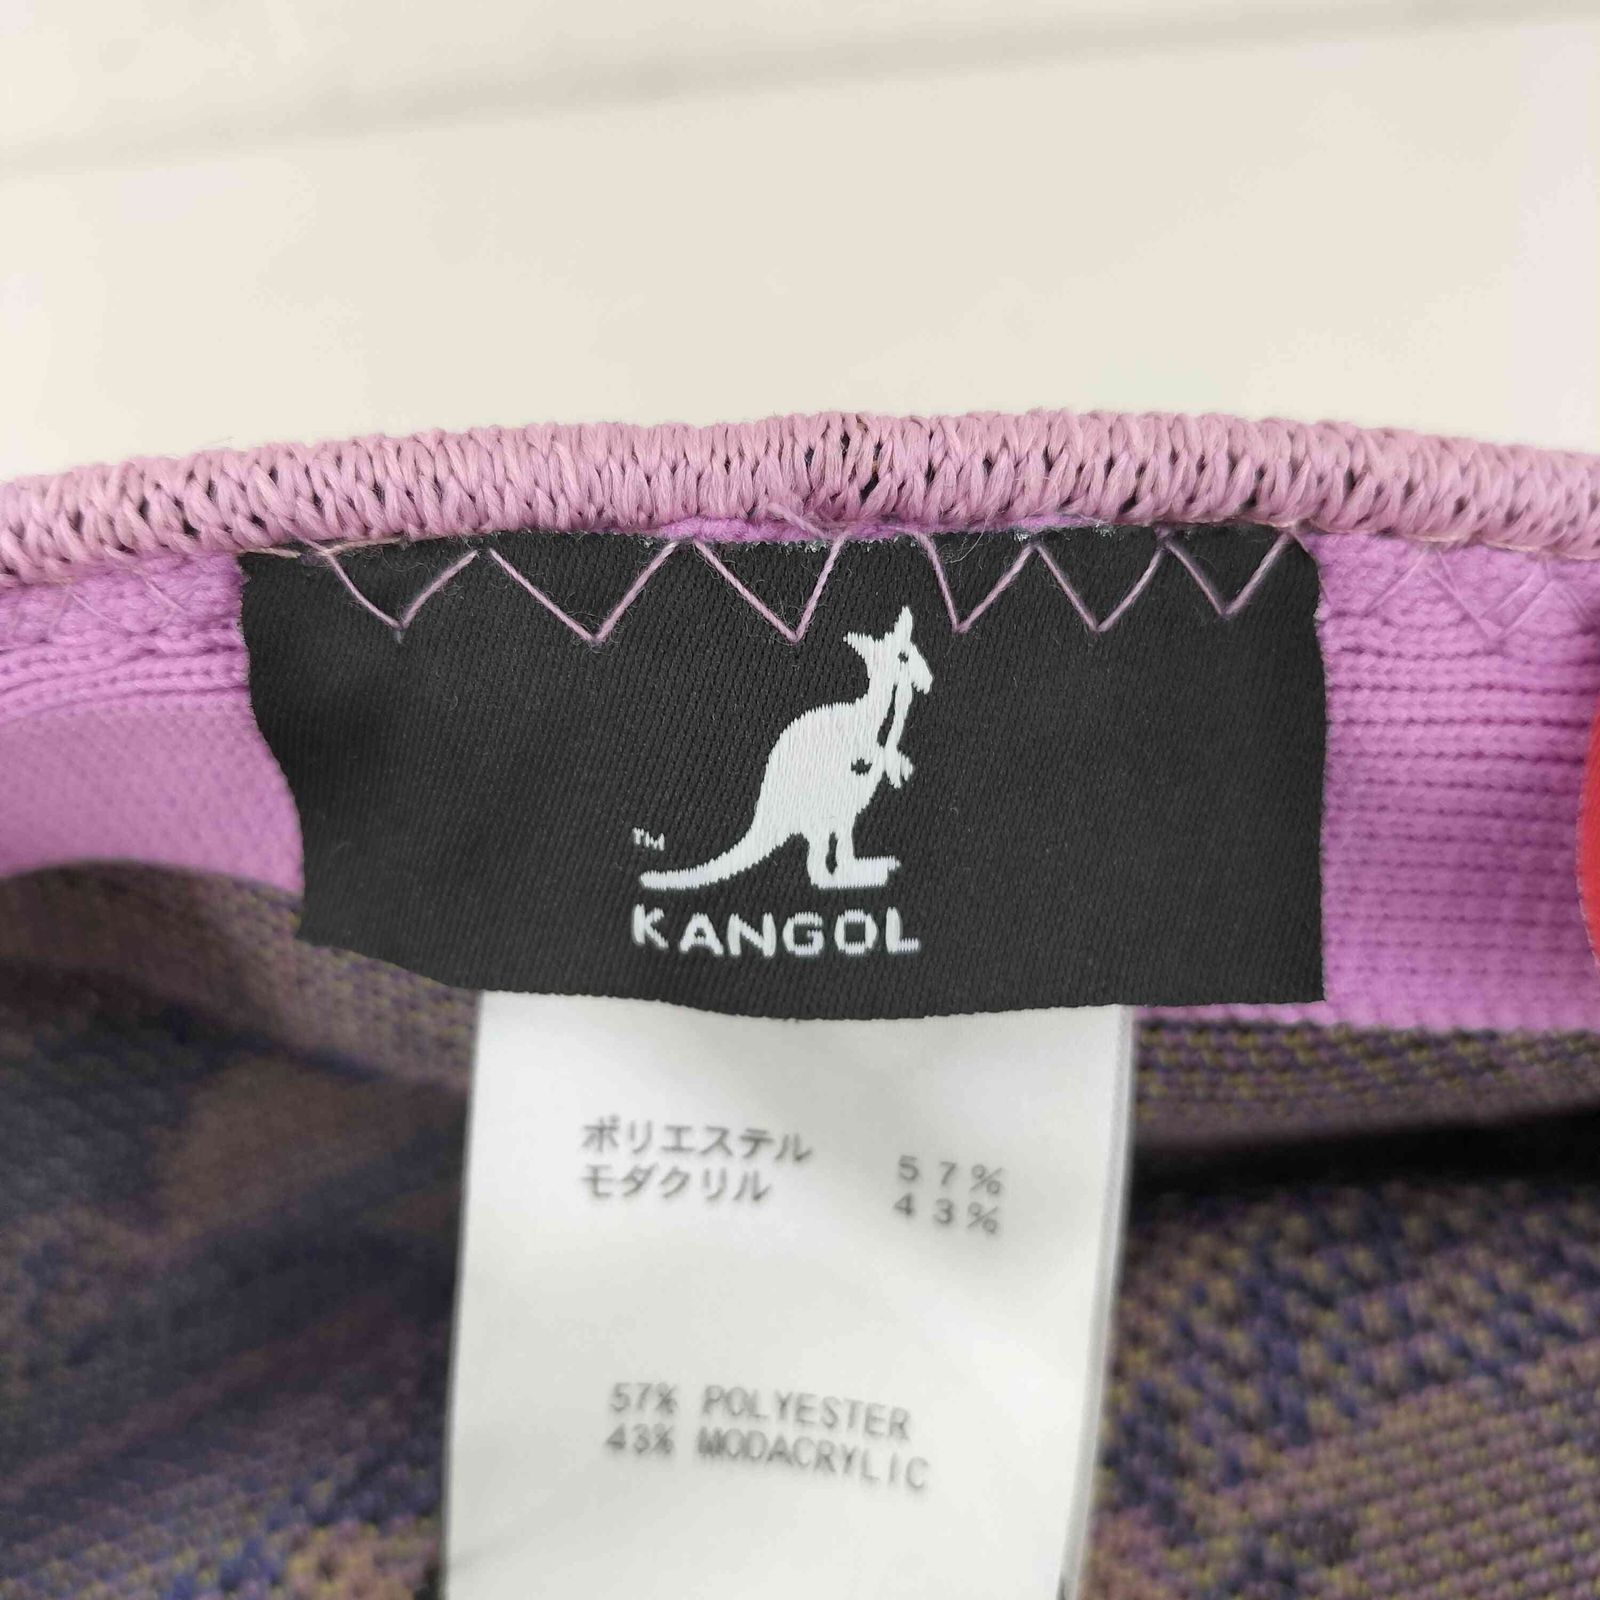 TM
KANGOL
ポリエステル 57%
モダクリル 43%
57% POLYESTER
43% MODACRYLIC